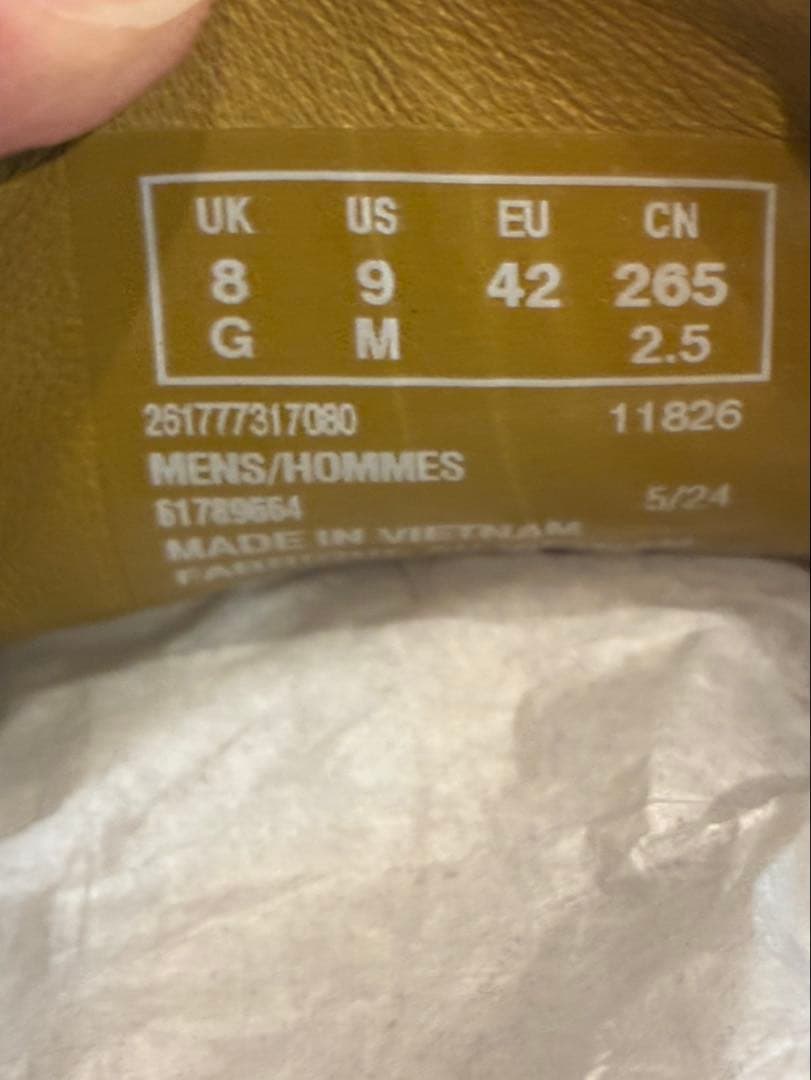 UK US EU CN
8 9 42 265
G M 2.5
261777317080 11826
MENS/HOMMES
61789664 5/24
MADE IN VIETNAM